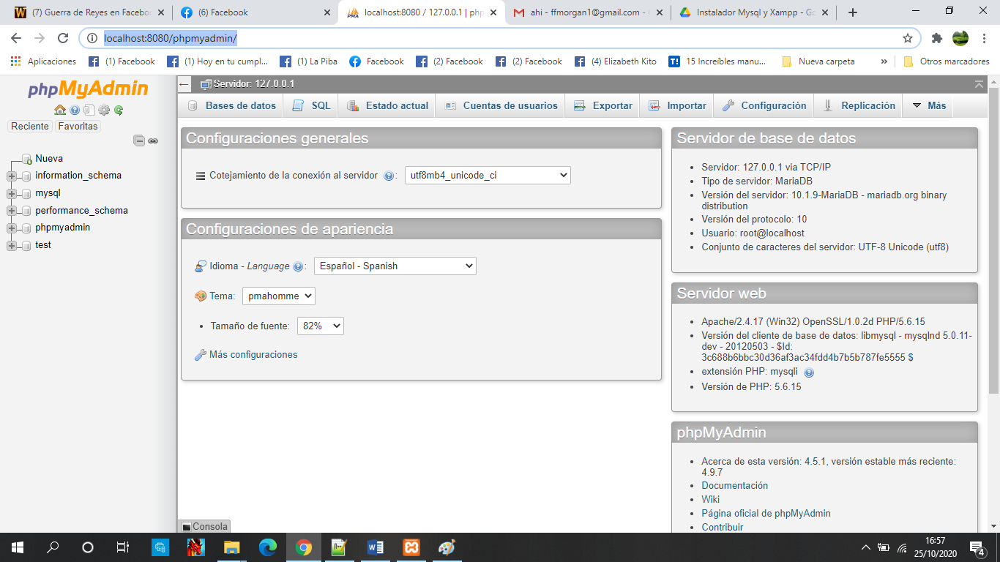 (7) Guerra de Reyes en Facebo
(6) Facebook
localhost:8080 / 127.0.0.1 | php
ahi - ffmorgan1@gmail.com -
Instalador Mysql y Xampp - Go
localhost:8080/phpmyadmin/
Aplicaciones
(1) Facebook
(1) Hoy en tu cumpl...
(1) La Piba
Facebook
(2) Facebook
(2) Facebook
(4) Elizabeth Kito
15 Increíbles manu...
Nueva carpeta
»
Otros marcadores
phpMyAdmin
Reciente
Favoritas
Nueva
information_schema
mysql
performance_schema
phpmyadmin
test
Servidor: 127.0.0.1
Bases de datos
SQL
Estado actual
Cuentas de usuarios
Exportar
Importar
Configuración
Replicación
Más
Configuraciones generales
Cotejamiento de la conexión al servidor :
utf8mb4_unicode_ci
Configuraciones de apariencia
Idioma - Language :
Español - Spanish
Tema:
pmahomme
• Tamaño de fuente:
82%
Más configuraciones
Consola
Servidor de base de datos
• Servidor: 127.0.0.1 via TCP/IP
• Tipo de servidor: MariaDB
• Versión del servidor: 10.1.9-MariaDB - mariadb.org binary
distribution
• Versión del protocolo: 10
• Usuario: root@localhost
• Conjunto de caracteres del servidor: UTF-8 Unicode (utf8)
Servidor web
• Apache/2.4.17 (Win32) OpenSSL/1.0.2d PHP/5.6.15
• Versión del cliente de base de datos: libmysql - mysqlnd 5.0.11-
dev - 20120503 - $Id:
3c688b6bbc30d36af3ac34fdd4b7b5b787fe5555 $
• extensión PHP: mysqli
• Versión de PHP: 5.6.15
phpMyAdmin
• Acerca de esta versión: 4.5.1, versión estable más reciente:
4.9.7
• Documentación
• Wiki
• Página oficial de phpMyAdmin
• Contribuir
16:57
25/10/2020
4